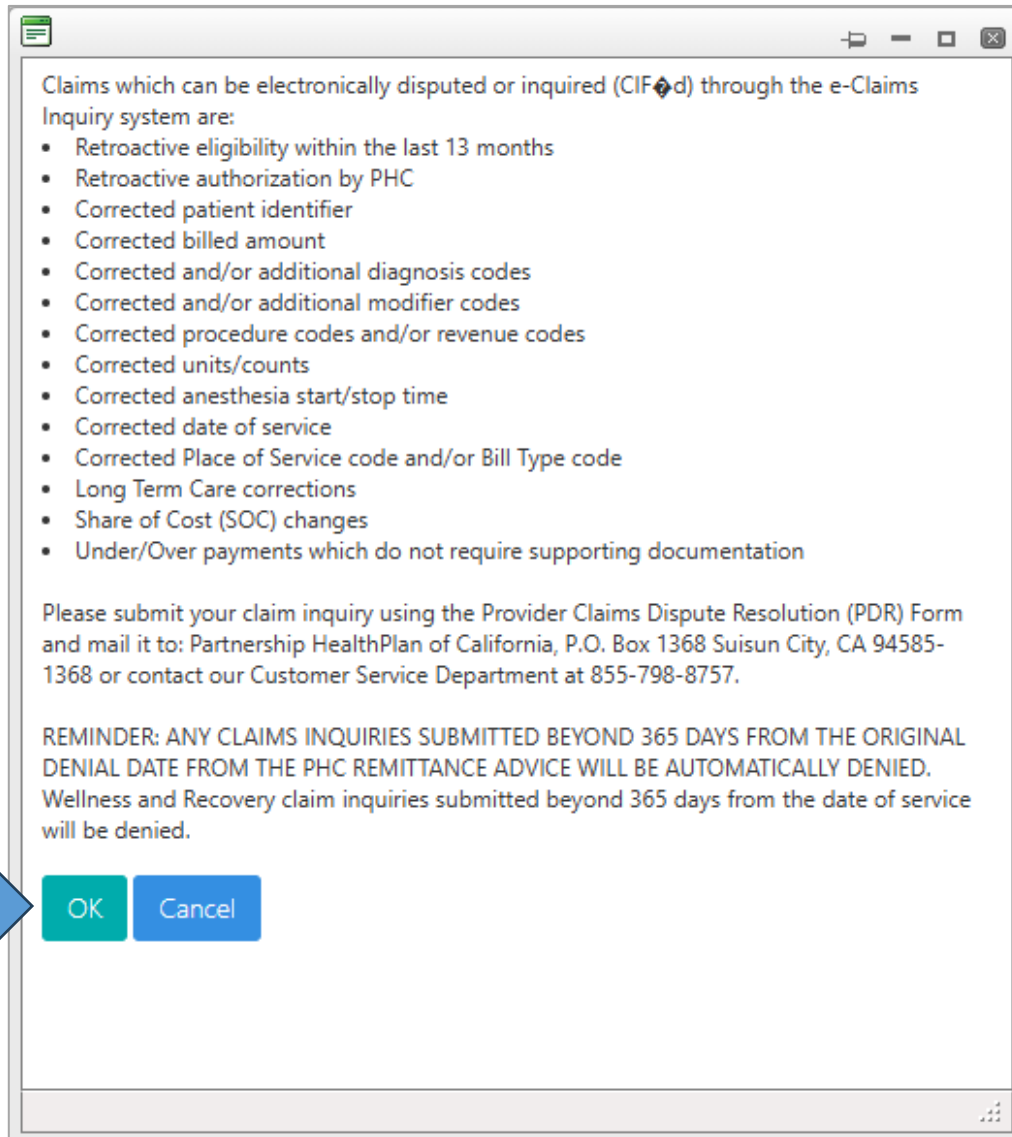 Claims which can be electronically disputed or inquired (CIF�d) through the e-Claims
Inquiry system are:
• Retroactive eligibility within the last 13 months
• Retroactive authorization by PHC
• Corrected patient identifier
• Corrected billed amount
• Corrected and/or additional diagnosis codes
• Corrected and/or additional modifier codes
• Corrected procedure codes and/or revenue codes
• Corrected units/counts
• Corrected anesthesia start/stop time
• Corrected date of service
• Corrected Place of Service code and/or Bill Type code
• Long Term Care corrections
• Share of Cost (SOC) changes
• Under/Over payments which do not require supporting documentation
Please submit your claim inquiry using the Provider Claims Dispute Resolution (PDR) Form
and mail it to: Partnership HealthPlan of California, P.O. Box 1368 Suisun City, CA 94585-
1368 or contact our Customer Service Department at 855-798-8757.
REMINDER: ANY CLAIMS INQUIRIES SUBMITTED BEYOND 365 DAYS FROM THE ORIGINAL
DENIAL DATE FROM THE PHC REMITTANCE ADVICE WILL BE AUTOMATICALLY DENIED.
Wellness and Recovery claim inquiries submitted beyond 365 days from the date of service
will be denied.
OK Cancel